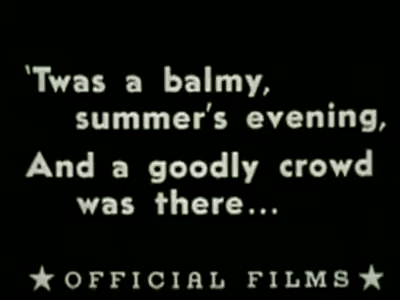 'Twas a balmy,
summer's evening,
And a goodly crowd
was there...
★ OFFICIAL FILMS ★